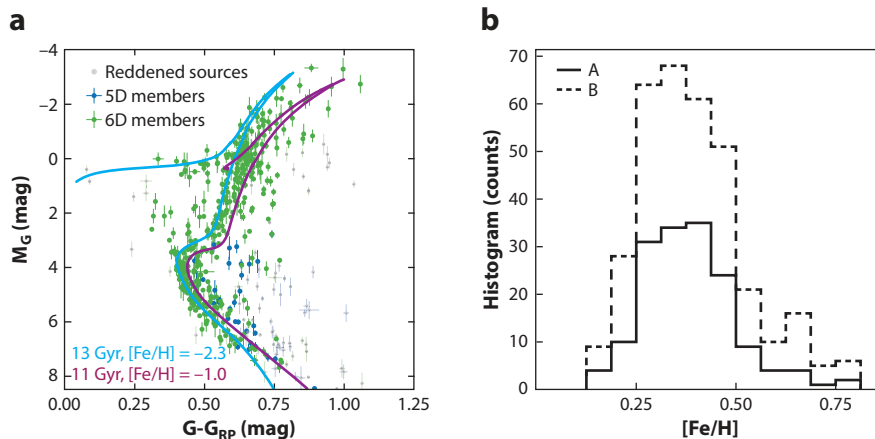 a
−4
−2
0
2
4
6
8
M_G (mag)
Reddened sources
5D members
6D members
13 Gyr, [Fe/H] = −2.3
11 Gyr, [Fe/H] = −1.0
0.00 0.25 0.50 0.75 1.00 1.25
G-G_RP (mag)
b
70
60
50
40
30
20
10
0
Histogram (counts)
A
B
0.25 0.50 0.75
[Fe/H]